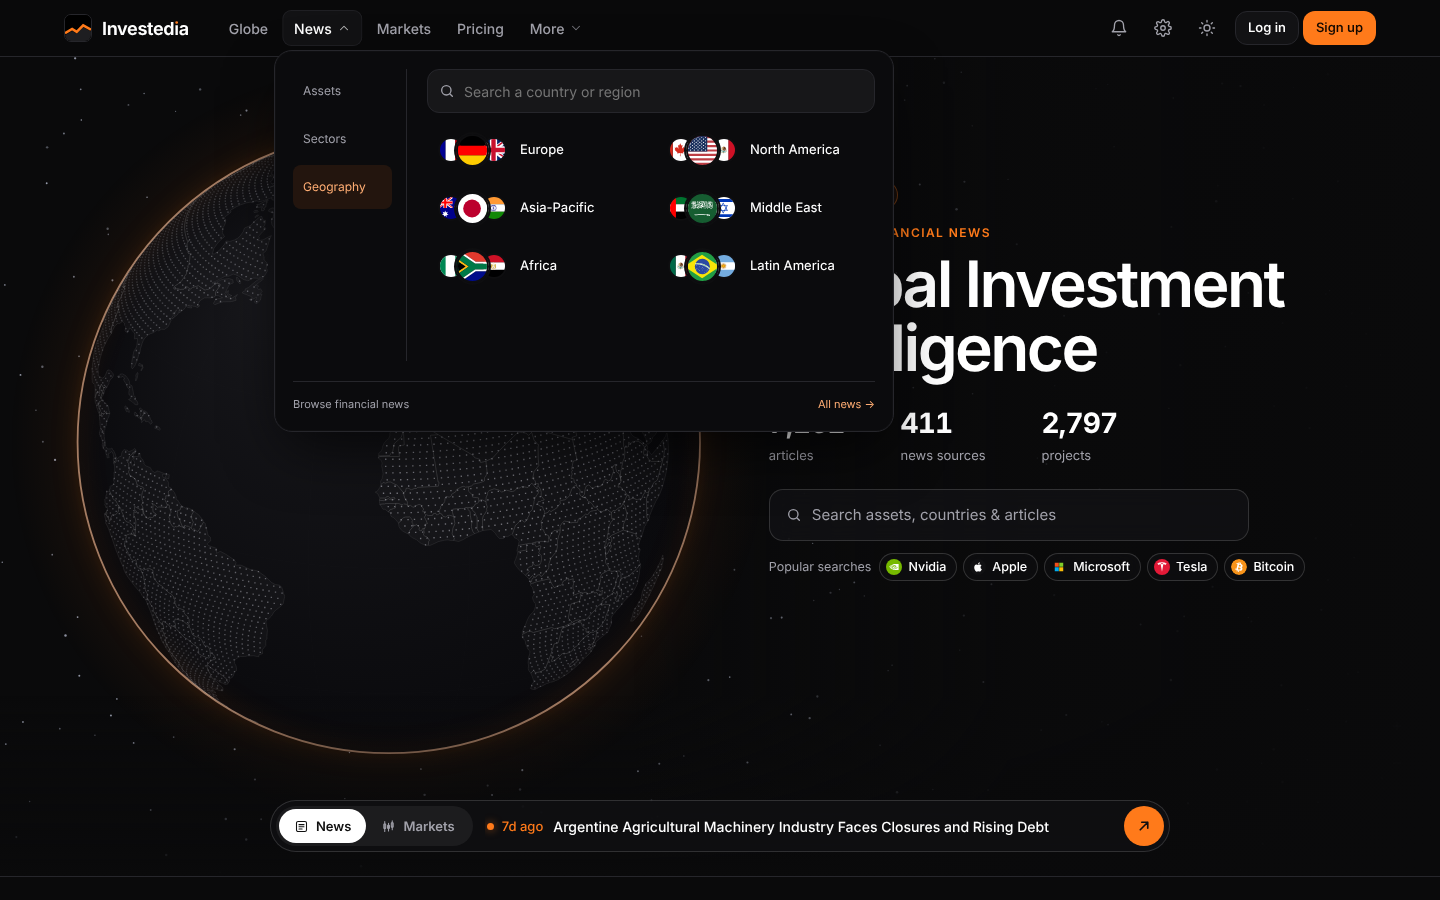 Investedia
Globe
News
Markets
Pricing
More
Log in
Sign up
Assets
Sectors
Geography
Search a country or region
Europe
North America
Asia-Pacific
Middle East
Africa
Latin America
Browse financial news
All news →
ANCIAL NEWS
al Investment
ligence
411
2,797
articles
news sources
projects
Search assets, countries & articles
Popular searches
Nvidia
Apple
Microsoft
Tesla
Bitcoin
News
Markets
7d ago
Argentine Agricultural Machinery Industry Faces Closures and Rising Debt